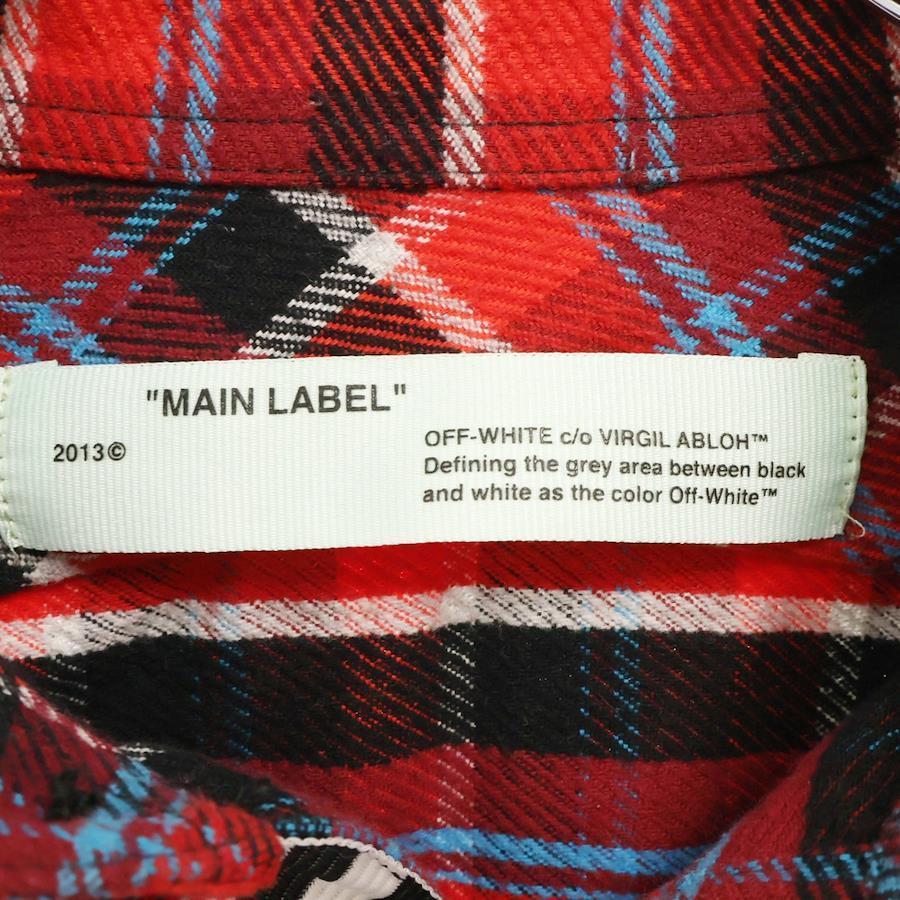 "MAIN LABEL"
2013©
OFF-WHITE c/o VIRGIL ABLOH™
Defining the grey area between black
and white as the color Off-White™